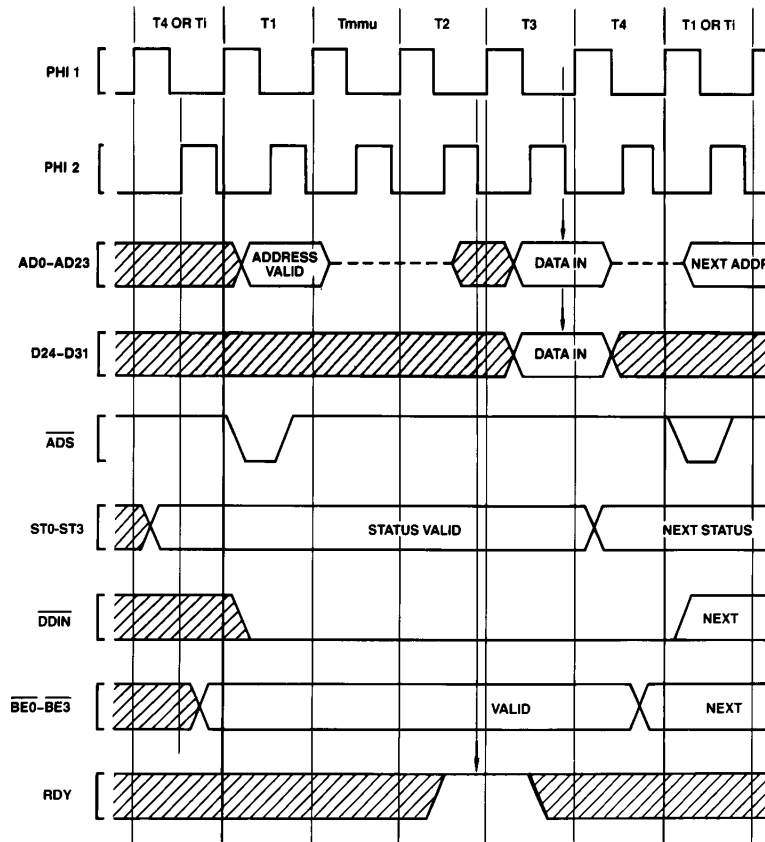 T4 OR Ti T1 Tmmu T2 T3 T4 T1 OR Ti
PHI 1
PHI 2
AD0–AD23 ADDRESS VALID DATA IN NEXT ADDR
D24–D31 DATA IN
ADS
ST0-ST3 STATUS VALID NEXT STATUS
DDIN NEXT
BE0–BE3 VALID NEXT
RDY